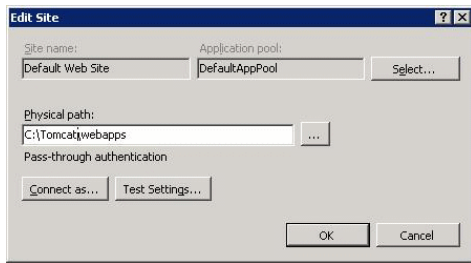 Edit Site
Site name:
Application pool:
Default Web Site
DefaultAppPool
Select...
Physical path:
C:\Tomcat\webapps
...
Pass-through authentication
Connect as...
Test Settings...
OK
Cancel